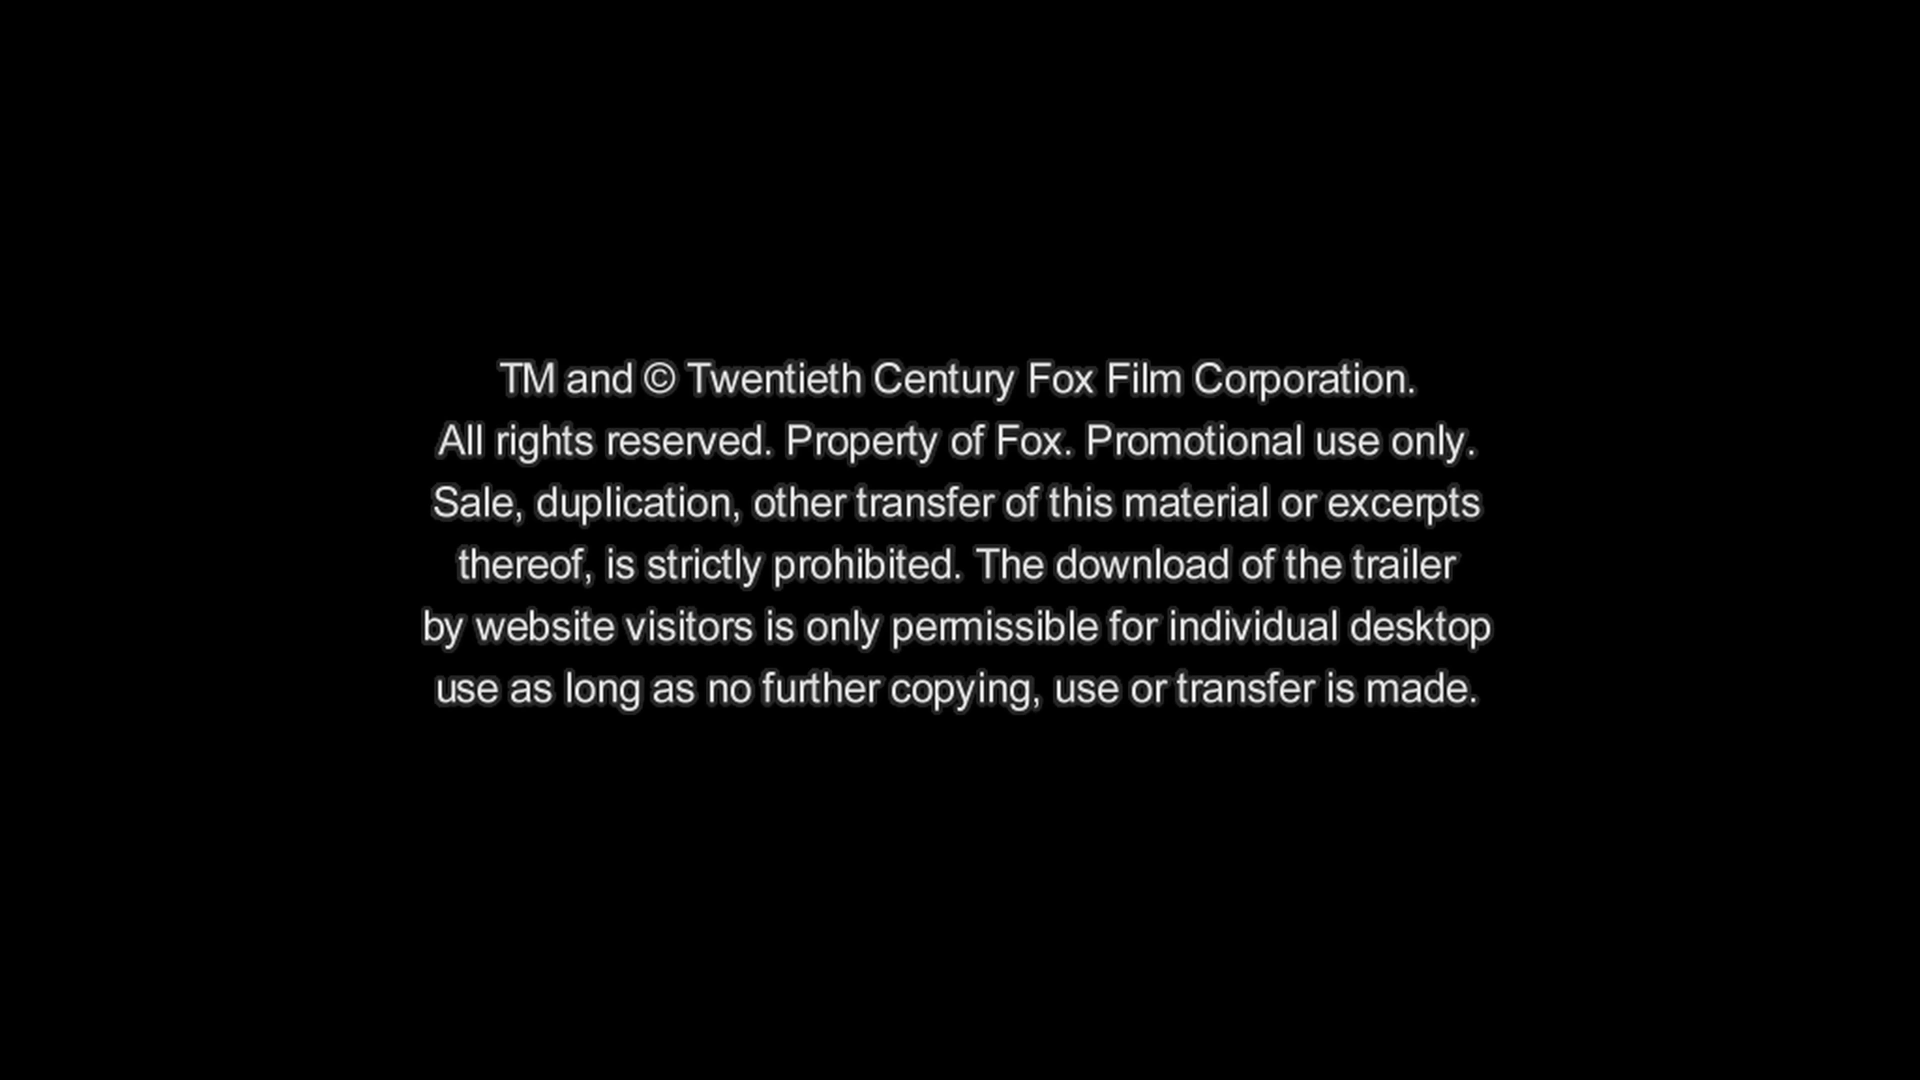 TM and © Twentieth Century Fox Film Corporation.
All rights reserved. Property of Fox. Promotional use only.
Sale, duplication, other transfer of this material or excerpts
thereof, is strictly prohibited. The download of the trailer
by website visitors is only permissible for individual desktop
use as long as no further copying, use or transfer is made.